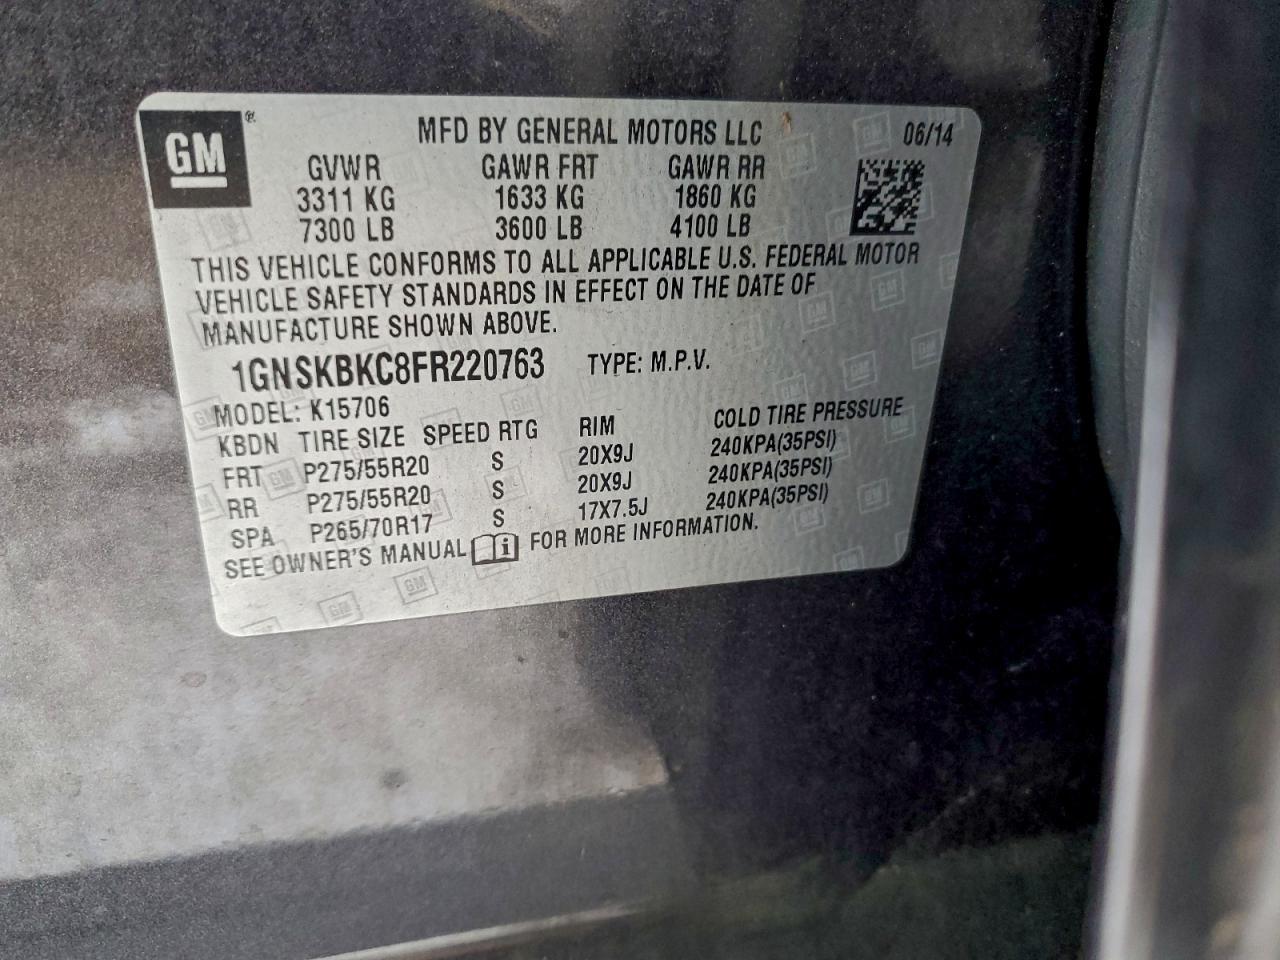 GM®
MFD BY GENERAL MOTORS LLC 06/14
GVWR GAWR FRT GAWR RR
3311 KG 1633 KG 1860 KG
7300 LB 3600 LB 4100 LB
THIS VEHICLE CONFORMS TO ALL APPLICABLE U.S. FEDERAL MOTOR
VEHICLE SAFETY STANDARDS IN EFFECT ON THE DATE OF
MANUFACTURE SHOWN ABOVE.
1GNSKBKC8FR220763 TYPE: M.P.V.
MODEL: K15706
KBDN TIRE SIZE SPEED RTG RIM COLD TIRE PRESSURE
FRT P275/55R20 S 20X9J 240KPA(35PSI)
RR P275/55R20 S 20X9J 240KPA(35PSI)
SPA P265/70R17 S 17X7.5J 240KPA(35PSI)
SEE OWNER'S MANUAL FOR MORE INFORMATION.